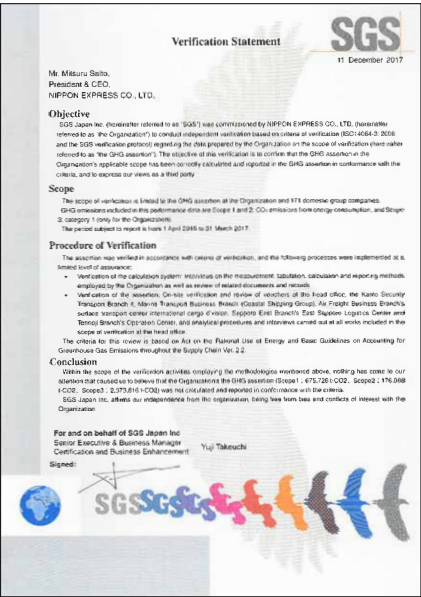 Verification Statement
SGS
11 December 2017
Mr. Mitsuru Saito,
President & CEO,
NIPPON EXPRESS CO., LTD,
Objective
SGS Japan Inc. (hereinafter referred to as "SGS") was commissioned by NIPPON EXPRESS CO., LTD. (hereinafter
referred to as "the Organization") to conduct independent verification based on criteria of verification (ISO14064-3: 2006
and the SGS verification protocol) regarding the data prepared by the Organization on the scope of verification (hereinafter
referred to as "the GHG assertion"). The objective of this verification is to confirm that the GHG assertion in the
Organization's applicable scope has been correctly calculated and reported in the GHG assertion in conformance with the
criteria, and to express our views as a third party.
Scope
The scope of verification is limited to the GHG assertion at the Organization and 171 domestic group companies.
GHG emissions included in this performance data are Scope 1 and 2: CO₂ emissions from energy consumption, and Scope
3: category 1 (only for the Organization).
The period subject to report is from 1 April 2016 to 31 March 2017.
Procedure of Verification
The assertion was verified in accordance with criteria of verification, and the following processes were implemented at a
limited level of assurance:
• Verification of the calculation system: Interviews on the measurement, tabulation, calculation and reporting methods
employed by the Organization as well as review of related documents and records
• Verification of the assertion: On-site verification and review of vouchers at the head office, the Kanto Security
Transport Branch 4, Marine Transport Business Branch (Coastal Shipping Group), Air Freight Business Branch's
surface transport center international cargo division, Sapporo East Branch's East Sapporo Logistics Center and
Tennoji Branch's Operation Center, and analytical procedures and interviews carried out at all works included in the
scope of verification at the head office.
The criteria for this review is based on Act on the Rational Use of Energy and Basic Guidelines on Accounting for
Greenhouse Gas Emissions throughout the Supply Chain Ver. 2.2.
Conclusion
Within the scope of the verification activities employing the methodologies mentioned above, nothing has come to our
attention that caused us to believe that the Organization's the GHG assertion (Scope1 : 675,726 t-CO2, Scope2 :
t-CO2, Scope3 : t-CO2) was not calculated and reported in conformance with the criteria.
SGS Japan Inc. affirms our independence from the organization, being free from bias and conflicts of interest with the
Organization
For and on behalf of SGS Japan Inc
Senior Executive & Business Manager
Certification and Business Enhancement
Yuji Takeuchi
Signed:
SGSSGSSGS